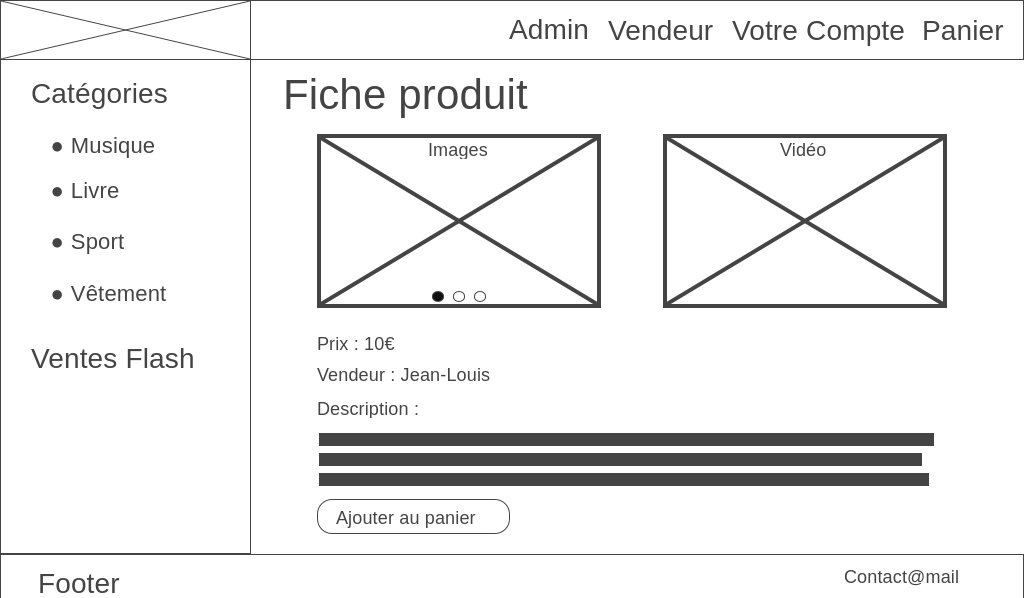 Admin Vendeur Votre Compte Panier
Catégories
● Musique
● Livre
● Sport
● Vêtement
Ventes Flash
Fiche produit
Images
Vidéo
Prix : 10€
Vendeur : Jean-Louis
Description :
Ajouter au panier
Footer
Contact@mail